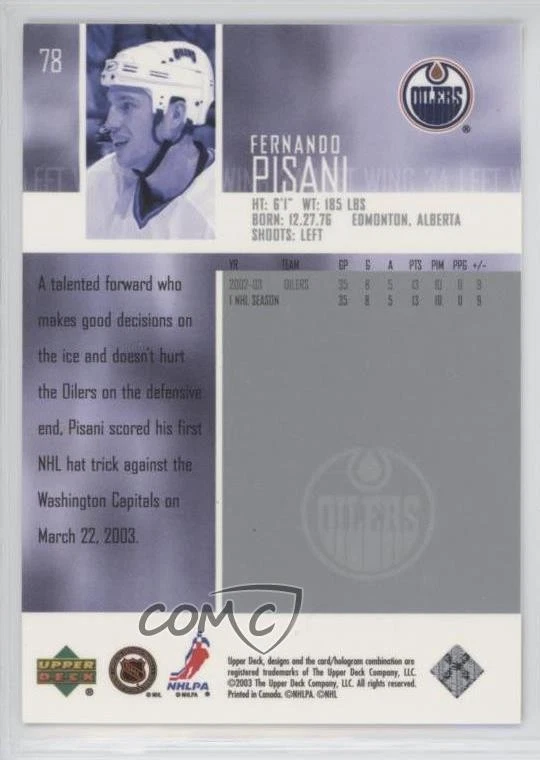 78
OILERS
®
FERNANDO
PISANI
LEFT WING 34 LEFT W
HT: 6'1" WT: 185 LBS
BORN: 12.27.76 EDMONTON, ALBERTA
SHOOTS: LEFT
YR TEAM GP G A PTS PIM PPG +/-
2002-03 OILERS 35 8 5 13 10 0 9
1 NHL SEASON 35 8 5 13 10 0 9
A talented forward who
makes good decisions on
the ice and doesn't hurt
the Oilers on the defensive
end, Pisani scored his first
NHL hat trick against the
Washington Capitals on
March 22, 2003.
OILERS
COMC
UPPER
DECK
®
NHL
© NHL
NHLPA
© NHLPA ®
Upper Deck, designs and the card/hologram combination are
registered trademarks of The Upper Deck Company, LLC.
©2003 The Upper Deck Company, LLC. All rights reserved.
Printed in Canada. ©NHLPA. ©NHL